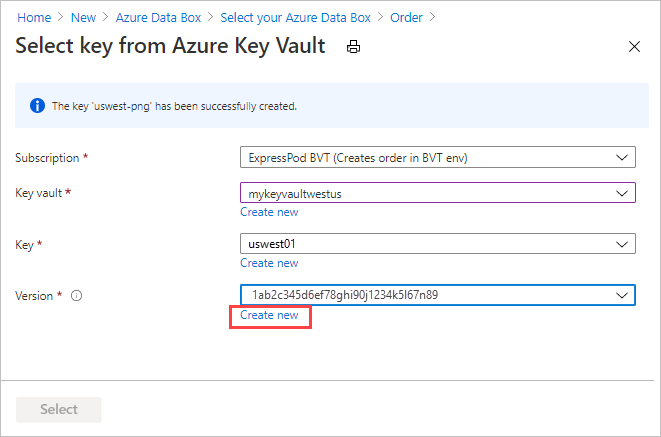 Home > New > Azure Data Box > Select your Azure Data Box > Order >
Select key from Azure Key Vault
The key 'uswest-png' has been successfully created.
Subscription *
ExpressPod BVT (Creates order in BVT env)
Key vault *
mykeyvaultwestus
Create new
Key *
uswest01
Create new
Version *
1ab2c345d6ef78ghi90j1234k5l67n89
Create new
Select